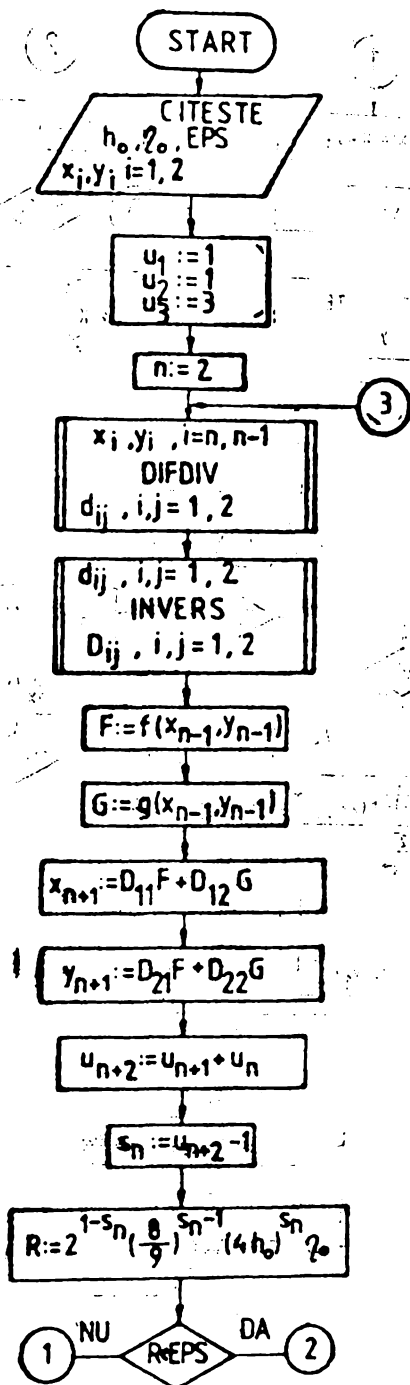 START
CITESTE
h₀, η₀, EPS
xᵢ, yᵢ i=1,2
u₁ := 1
u₂ := 1
u₃ := 3
n := 2
3
xᵢ, yᵢ, i=n, n-1
DIFDIV
dᵢⱼ, i,j = 1, 2
dᵢⱼ, i,j = 1, 2
INVERS
Dᵢⱼ, i,j = 1, 2
F := f(xₙ₋₁, yₙ₋₁)
G := g(xₙ₋₁, yₙ₋₁)
xₙ₊₁ := D₁₁F + D₁₂G
yₙ₊₁ := D₂₁F + D₂₂G
uₙ₊₂ := uₙ₊₁ + uₙ
sₙ := uₙ₊₂ - 1
R := 2^(1-sₙ) (8/9)^(sₙ-1) (4h₀)^(sₙ) η₀
1 NU R<EPS DA 2